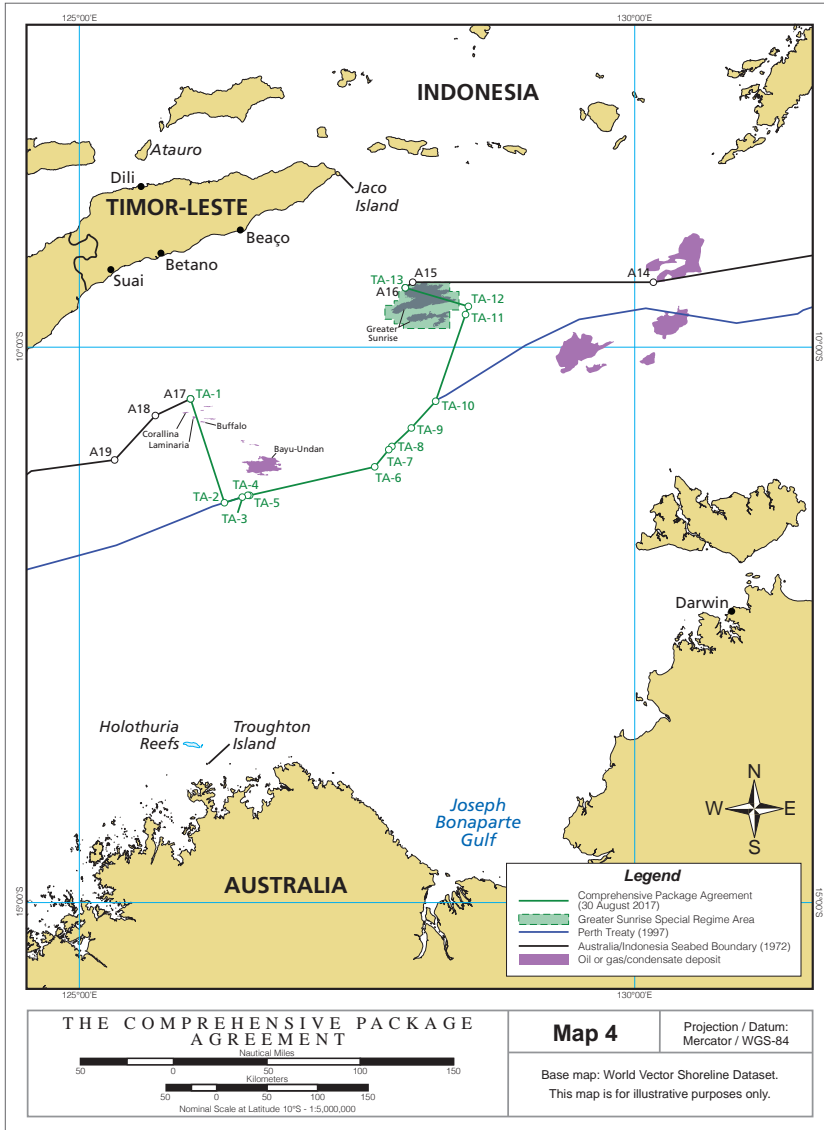 125°00'E
130°00'E
INDONESIA
Atauro
Dili
Jaco
Island
TIMOR-LESTE
Beaço
Betano
Suai
A15
A14
TA-13
A16
TA-12
TA-11
Greater
Sunrise
10°00'S
10°00'S
A17
TA-1
A18
TA-10
Corallina
Buffalo
Laminaria
TA-9
A19
Bayu-Undan
TA-8
TA-7
TA-6
TA-4
TA-2
TA-5
TA-3
Darwin
Holothuria
Reefs
Troughton
Island
N
W
E
S
Joseph
Bonaparte
Gulf
AUSTRALIA
15°00'S
15°00'S
Legend
Comprehensive Package Agreement
(30 August 2017)
Greater Sunrise Special Regime Area
Perth Treaty (1997)
Australia/Indonesia Seabed Boundary (1972)
Oil or gas/condensate deposit
125°00'E
130°00'E
THE COMPREHENSIVE PACKAGE
AGREEMENT
Nautical Miles
50 0 50 100 150
Kilometers
50 0 50 100 150
Nominal Scale at Latitude 10°S - 1:5,000,000
Map 4
Projection / Datum:
Mercator / WGS-84
Base map: World Vector Shoreline Dataset.
This map is for illustrative purposes only.